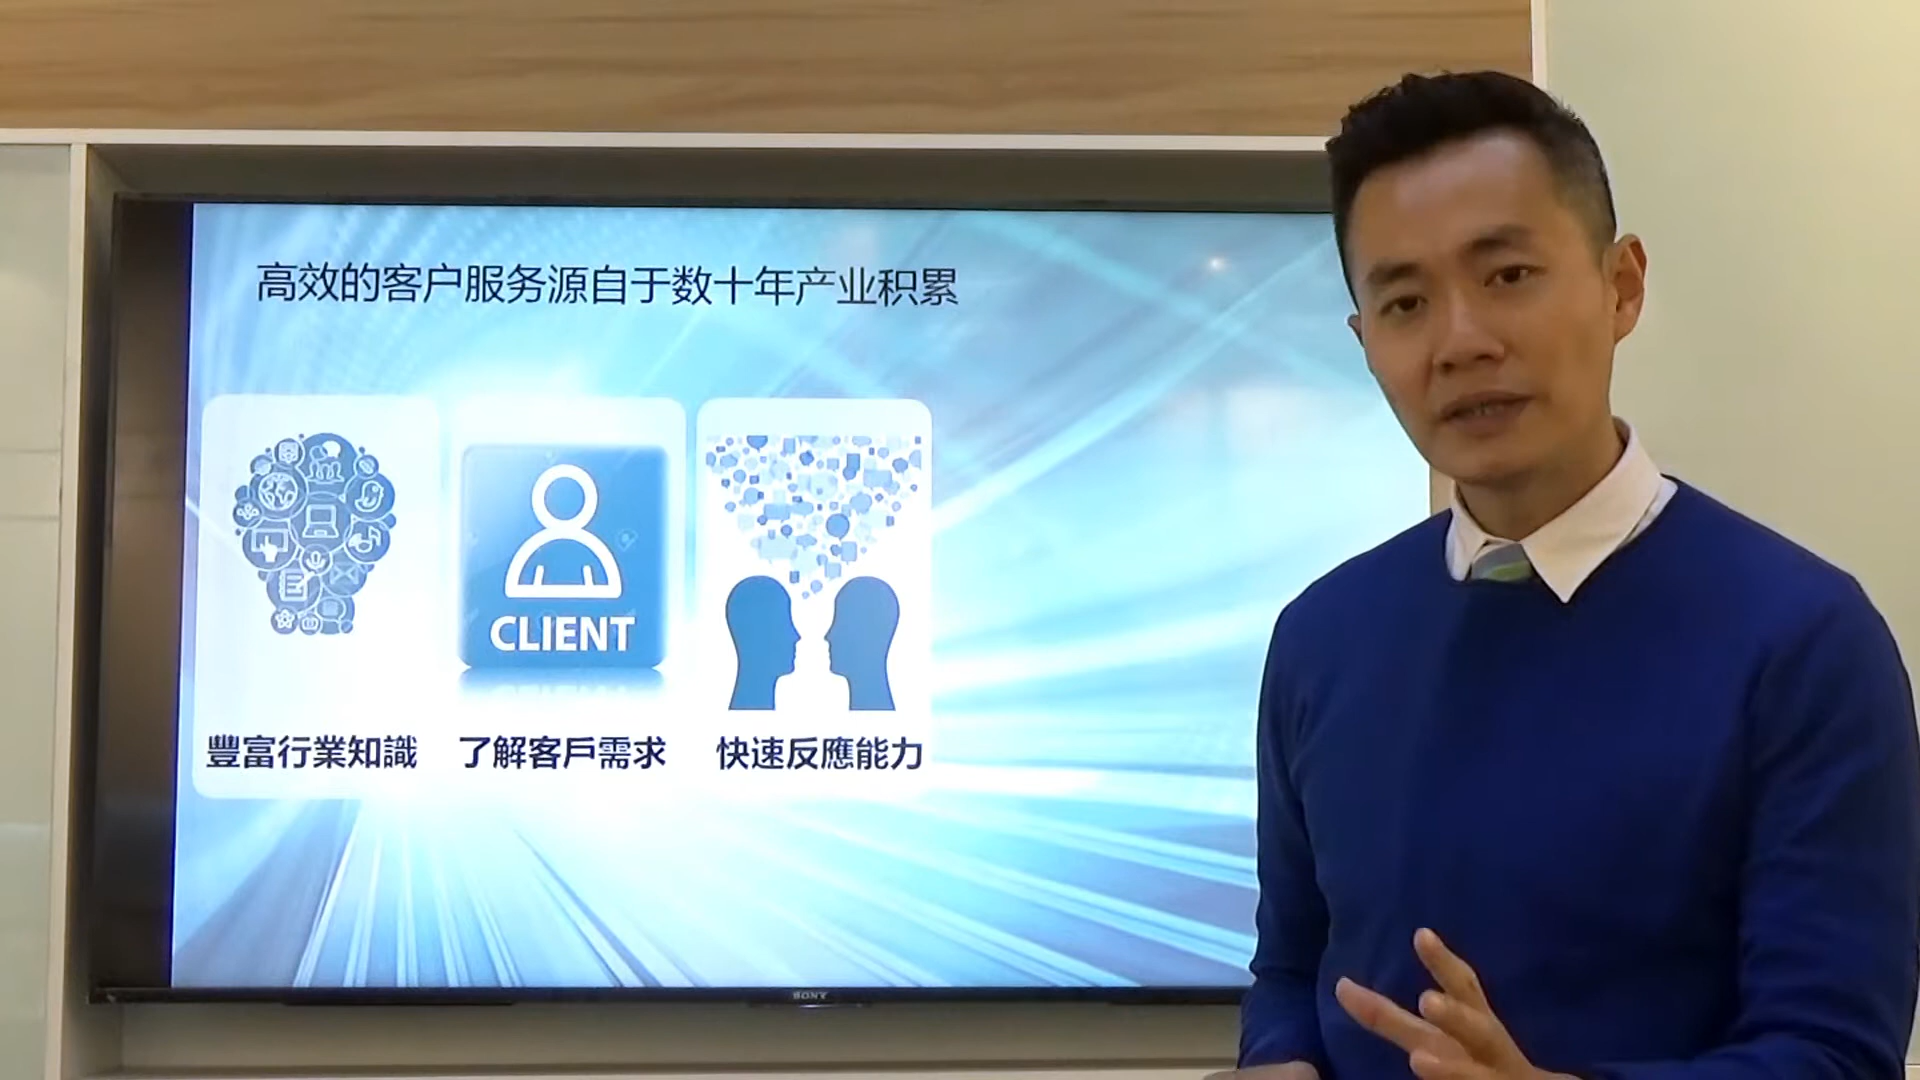 高效的客户服务源自于数十年产业积累
CLIENT
豐富行業知識
了解客戶需求
快速反應能力
SONY